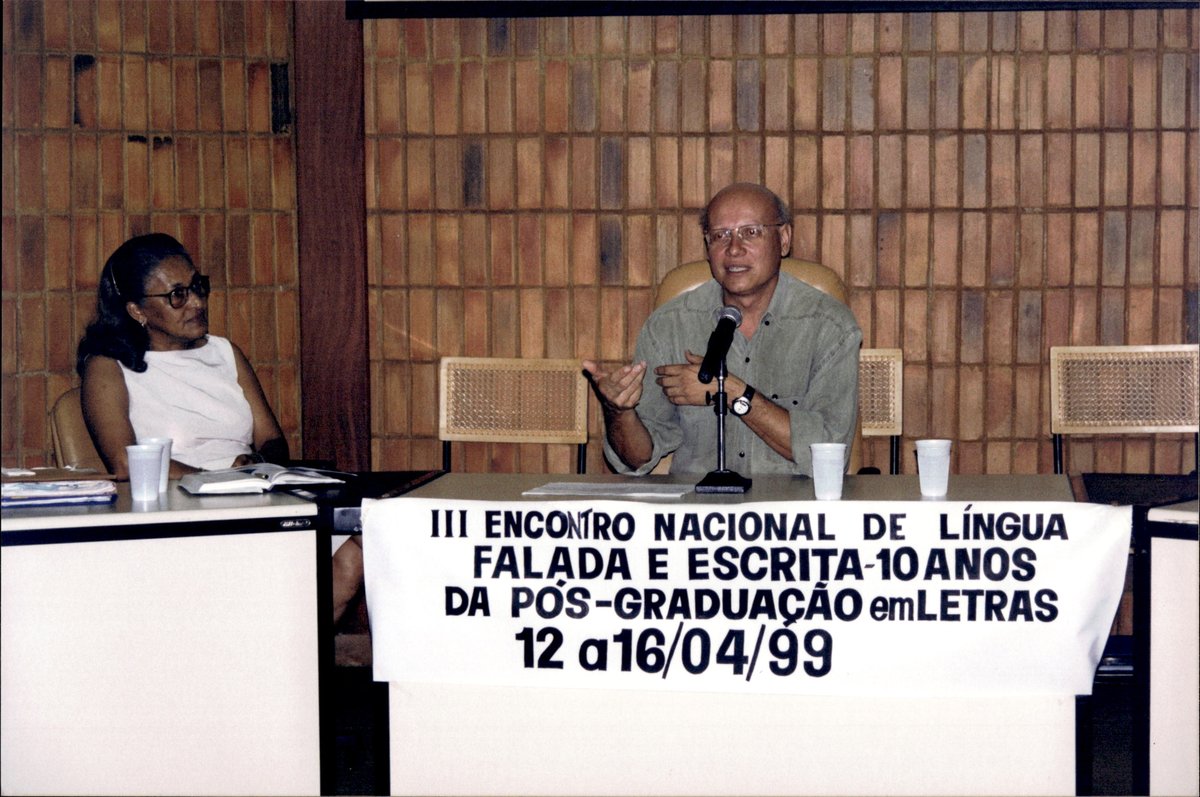 III ENCONTRO NACIONAL DE LÍNGUA
FALADA E ESCRITA-10 ANOS
DA PÓS-GRADUAÇÃO em LETRAS
12 a 16/04/99